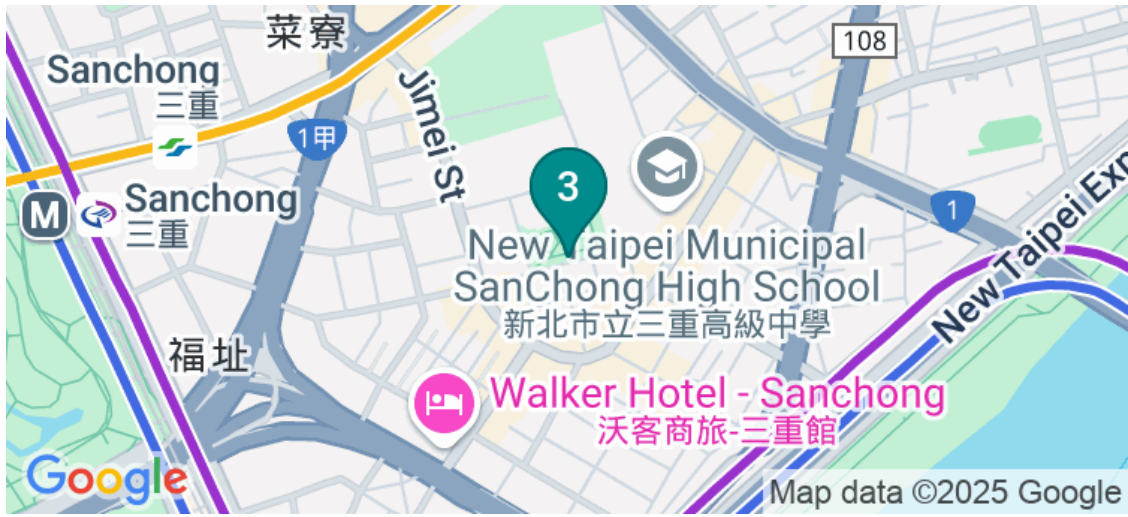 菜寮
108
Sanchong
三重
Jimei St
1甲
3
M
Sanchong
三重
1
New Taipei Exp
New Taipei Municipal
SanChong High School
新北市立三重高級中學
福址
Walker Hotel - Sanchong
沃客商旅-三重館
Google
Map data ©2025 Google